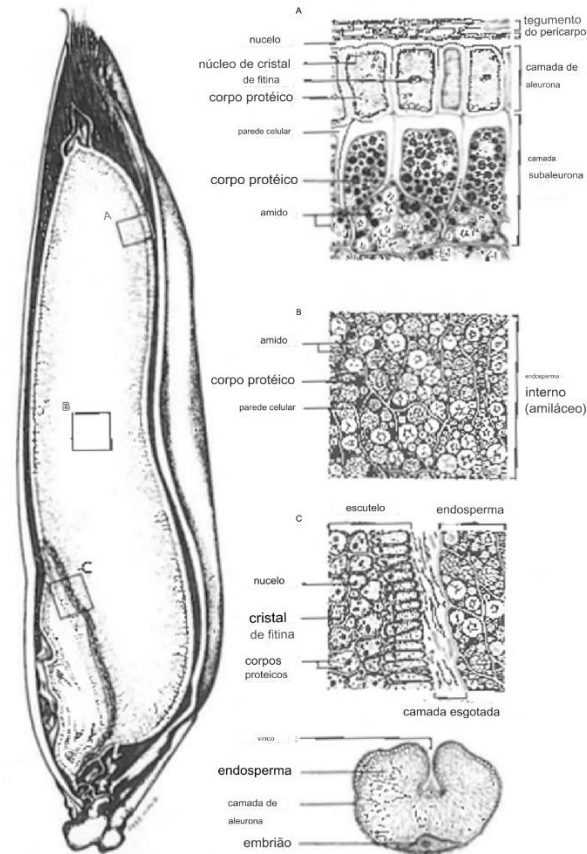 A
tegumento
do pericarpo
nucelo
núcleo de cristal
de fitina
corpo protéico
camada de
aleurona
parede celular
corpo protéico
amido
camada
subaleurona
A
B
C
B
amido
corpo protéico
parede celular
endosperma
interno
(amiláceo)
C
escutelo
endosperma
nucelo
cristal
de fitina
corpos
proteicos
camada esgotada
vinco
endosperma
camada de
aleurona
embrião